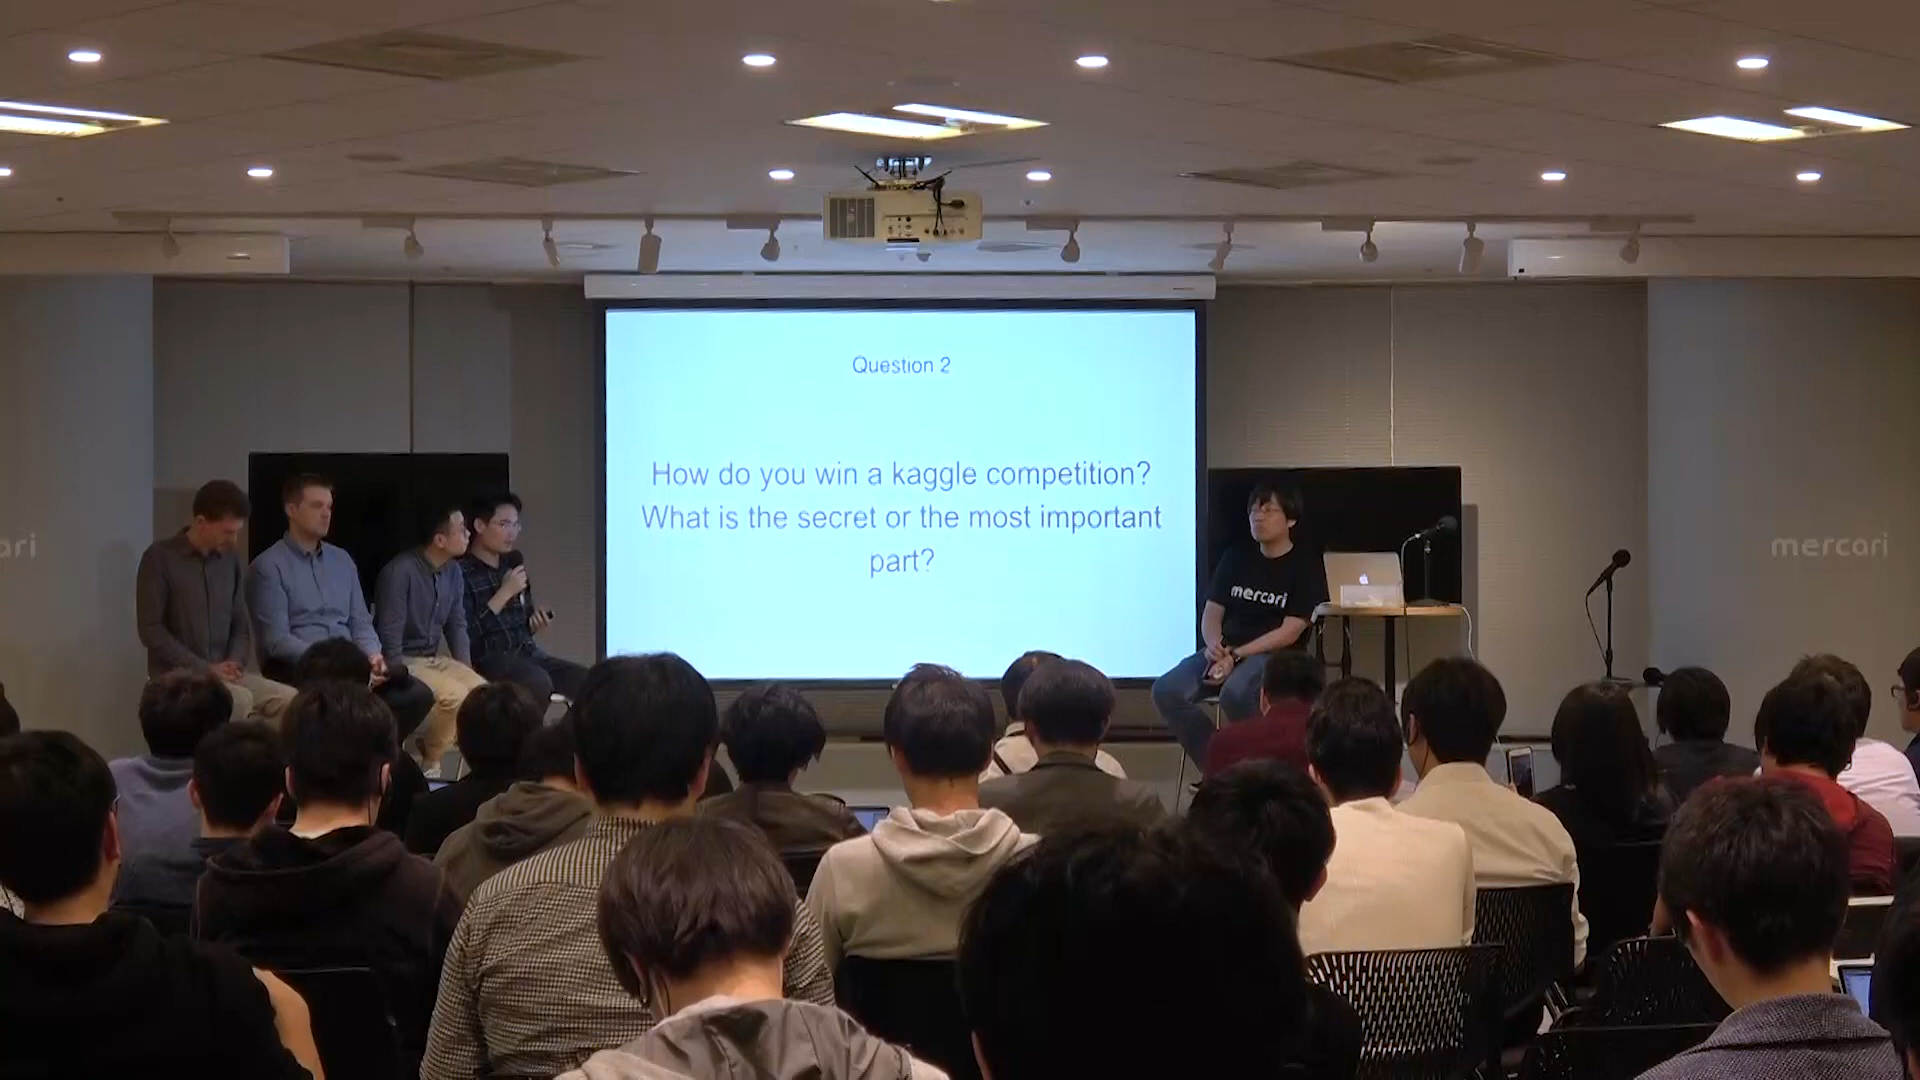 Question 2
How do you win a kaggle competition?
What is the secret or the most important
part?
ari
mercari
mercari